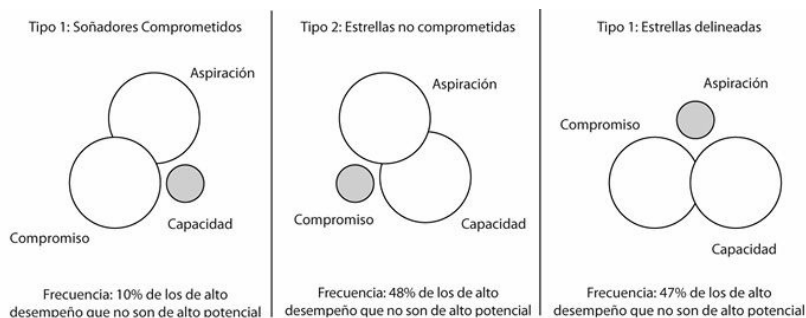 Tipo 1: Soñadores Comprometidos
Aspiración
Compromiso
Capacidad
Frecuencia: 10% de los de alto
desempeño que no son de alto potencial
Tipo 2: Estrellas no comprometidas
Aspiración
Compromiso
Capacidad
Frecuencia: 48% de los de alto
desempeño que no son de alto potencial
Tipo 1: Estrellas delineadas
Aspiración
Compromiso
Capacidad
Frecuencia: 47% de los de alto
desempeño que no son de alto potencial